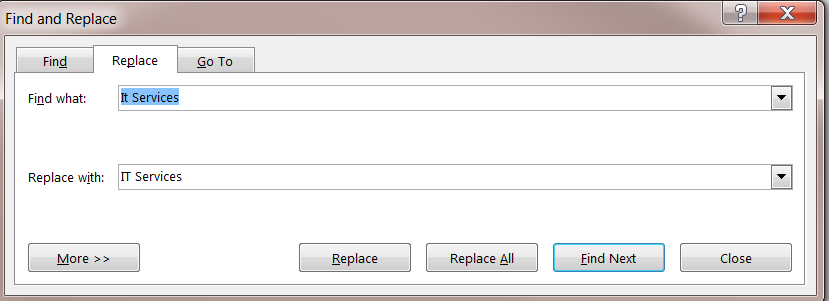 Find and Replace
Find Replace Go To
Find what: It Services
Replace with: IT Services
More >> Replace Replace All Find Next Close